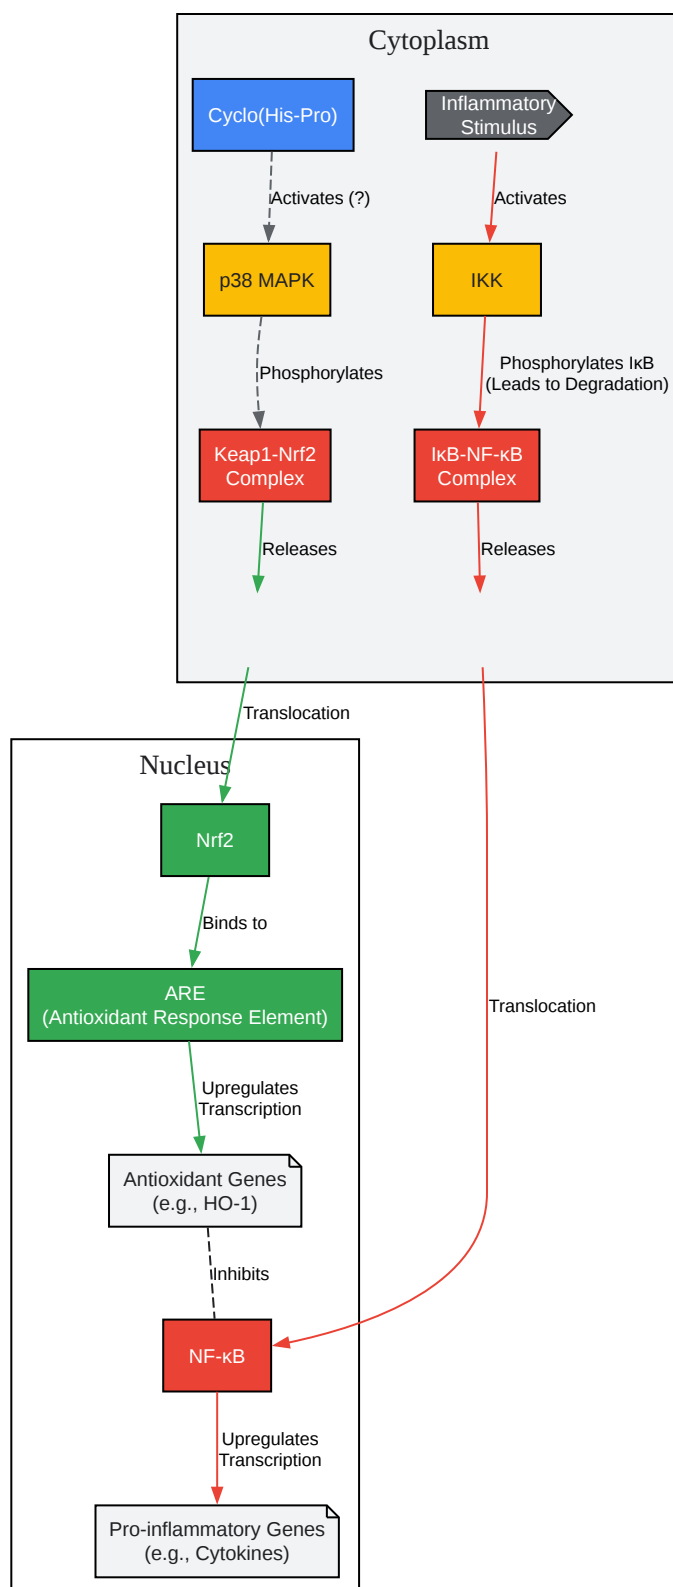 Cytoplasm
Cyclo(His-Pro)
Inflammatory
Stimulus
Activates (?)
Activates
p38 MAPK
IKK
Phosphorylates
Phosphorylates IκB
(Leads to Degradation)
Keap1-Nrf2
Complex
IκB-NF-κB
Complex
Releases
Releases
Translocation
Nucleus
Nrf2
Binds to
ARE
(Antioxidant Response Element)
Translocation
Upregulates
Transcription
Antioxidant Genes
(e.g., HO-1)
Inhibits
NF-κB
Upregulates
Transcription
Pro-inflammatory Genes
(e.g., Cytokines)